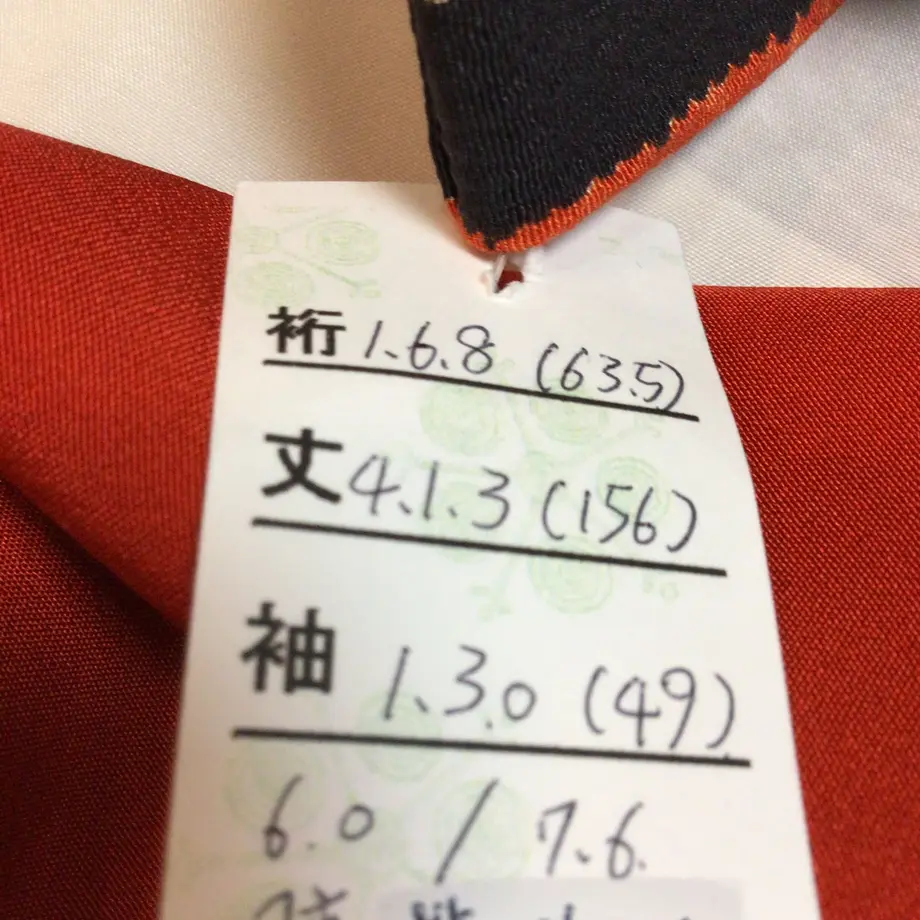 裄 1.6.8 (63.5)
丈 4.1.3 (156)
袖 1.3.0 (49)
6.0 / 7.6.